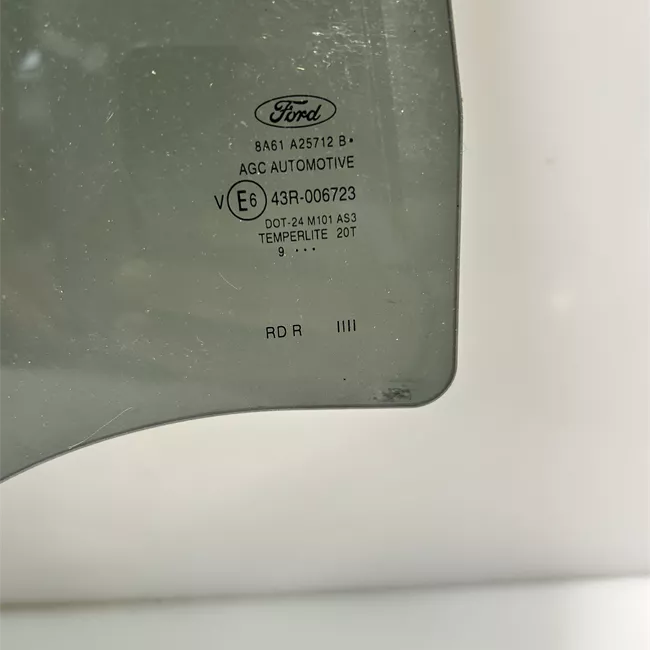 Ford
8A61 A25712 B•
AGC AUTOMOTIVE
V E6 43R-006723
DOT-24 M101 AS3
TEMPERLITE 20T
9 •••
RD R IIII